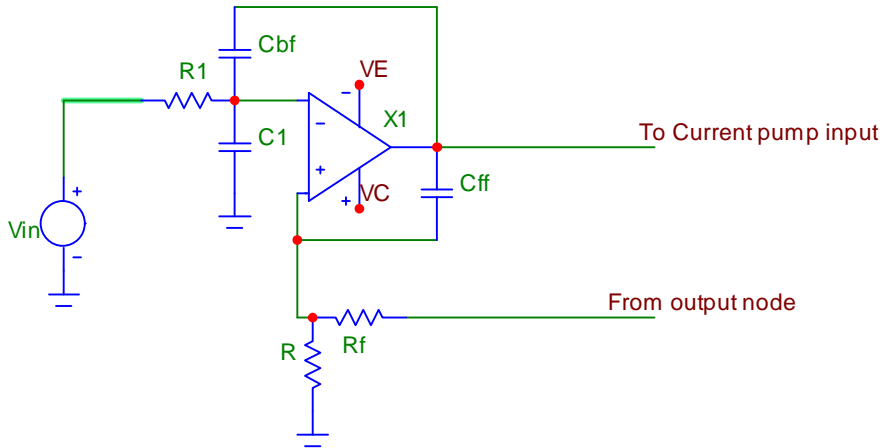 Cbf
R1
VE
−
X1
−
C1
To Current pump input
+
VC
+
Cff
+
Vin
−
From output node
R
Rf